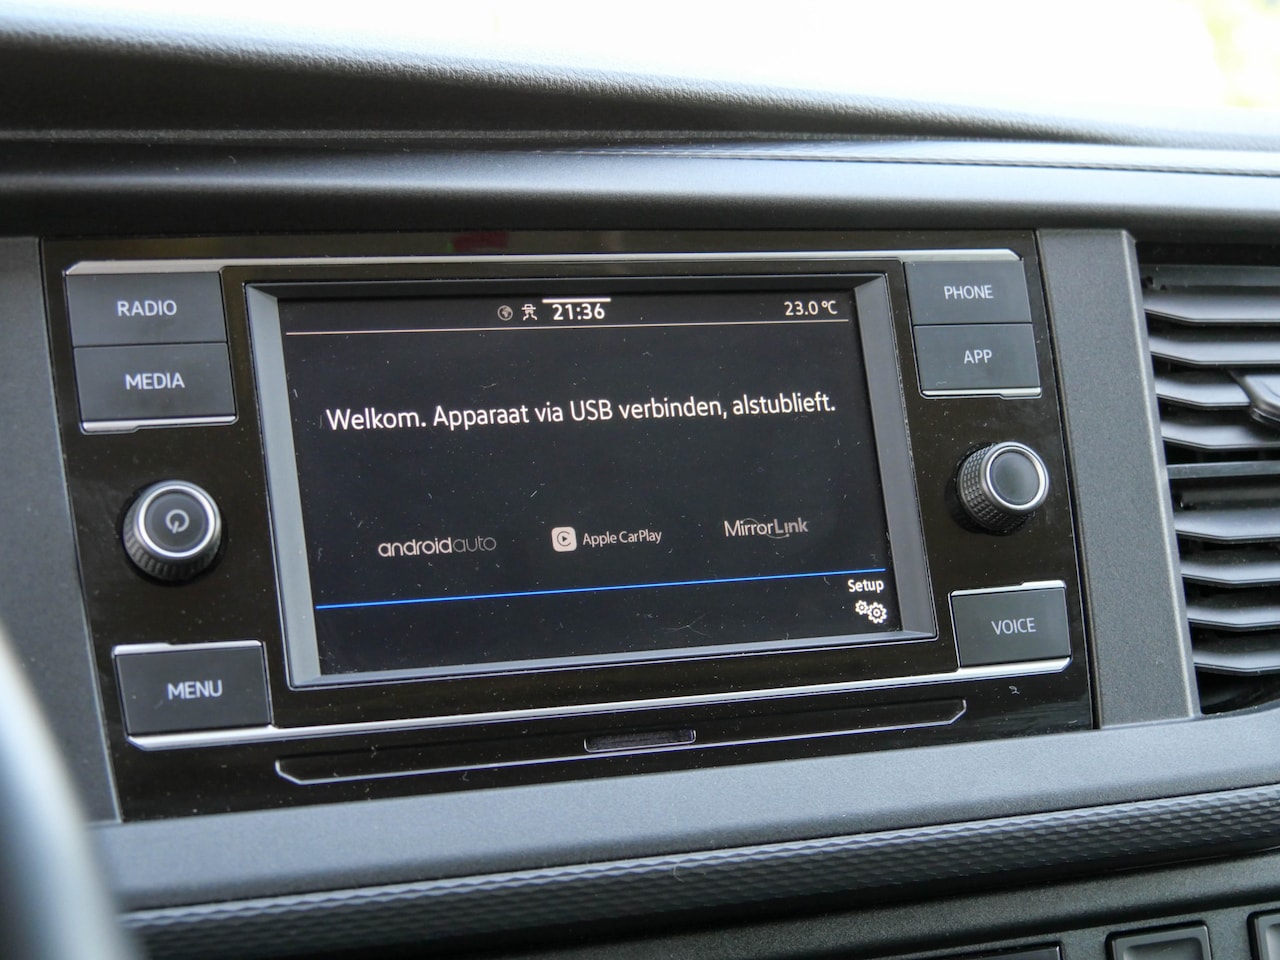 RADIO
MEDIA
21:36
23.0 °C
PHONE
APP
Welkom. Apparaat via USB verbinden, alstublieft.
androidauto
Apple CarPlay
MirrorLink
Setup
MENU
VOICE